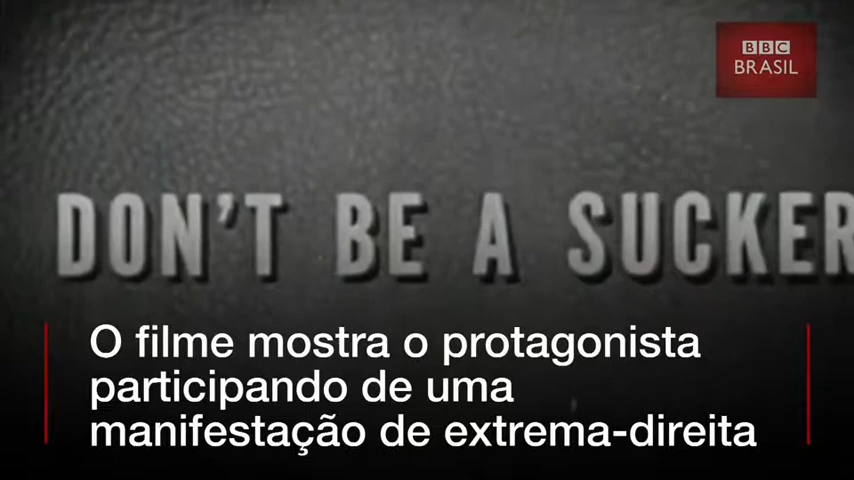 BBC
BRASIL
DON'T BE A SUCKER
O filme mostra o protagonista
participando de uma
manifestação de extrema-direita